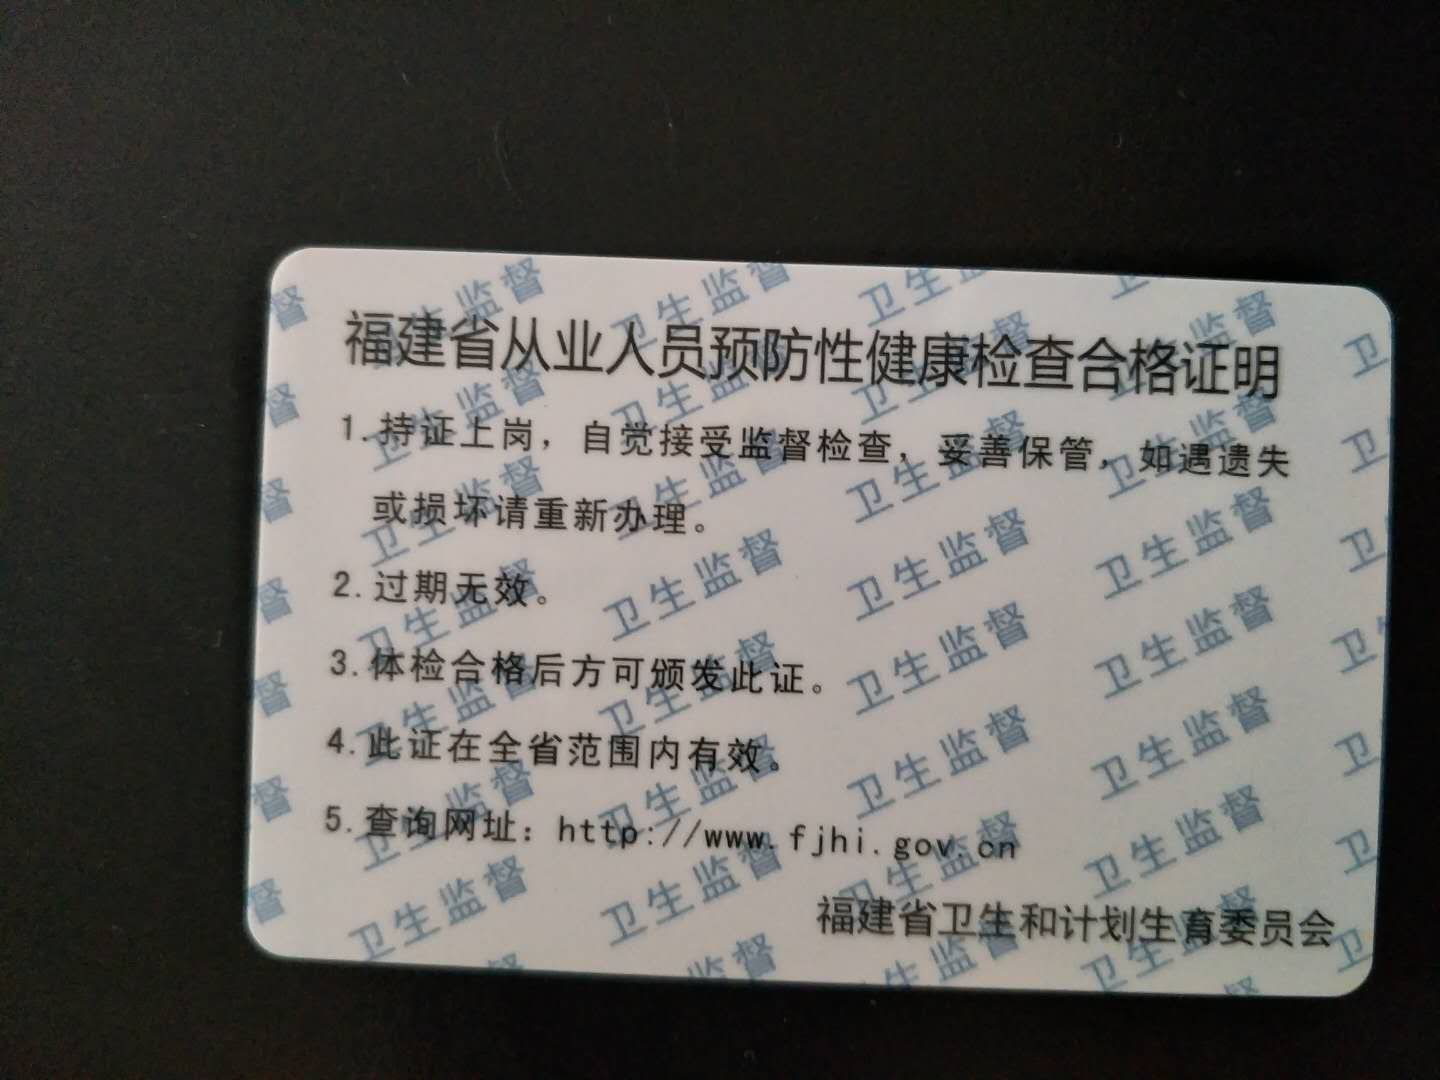 福建省从业人员预防性健康检查合格证明
1.持证上岗，自觉接受监督检查，妥善保管，如遇遗失
或损坏请重新办理。
2.过期无效。
3.体检合格后方可颁发此证。
4.此证在全省范围内有效。
5.查询网址：http://www.fjhi.gov.cn
福建省卫生和计划生育委员会
卫生监督